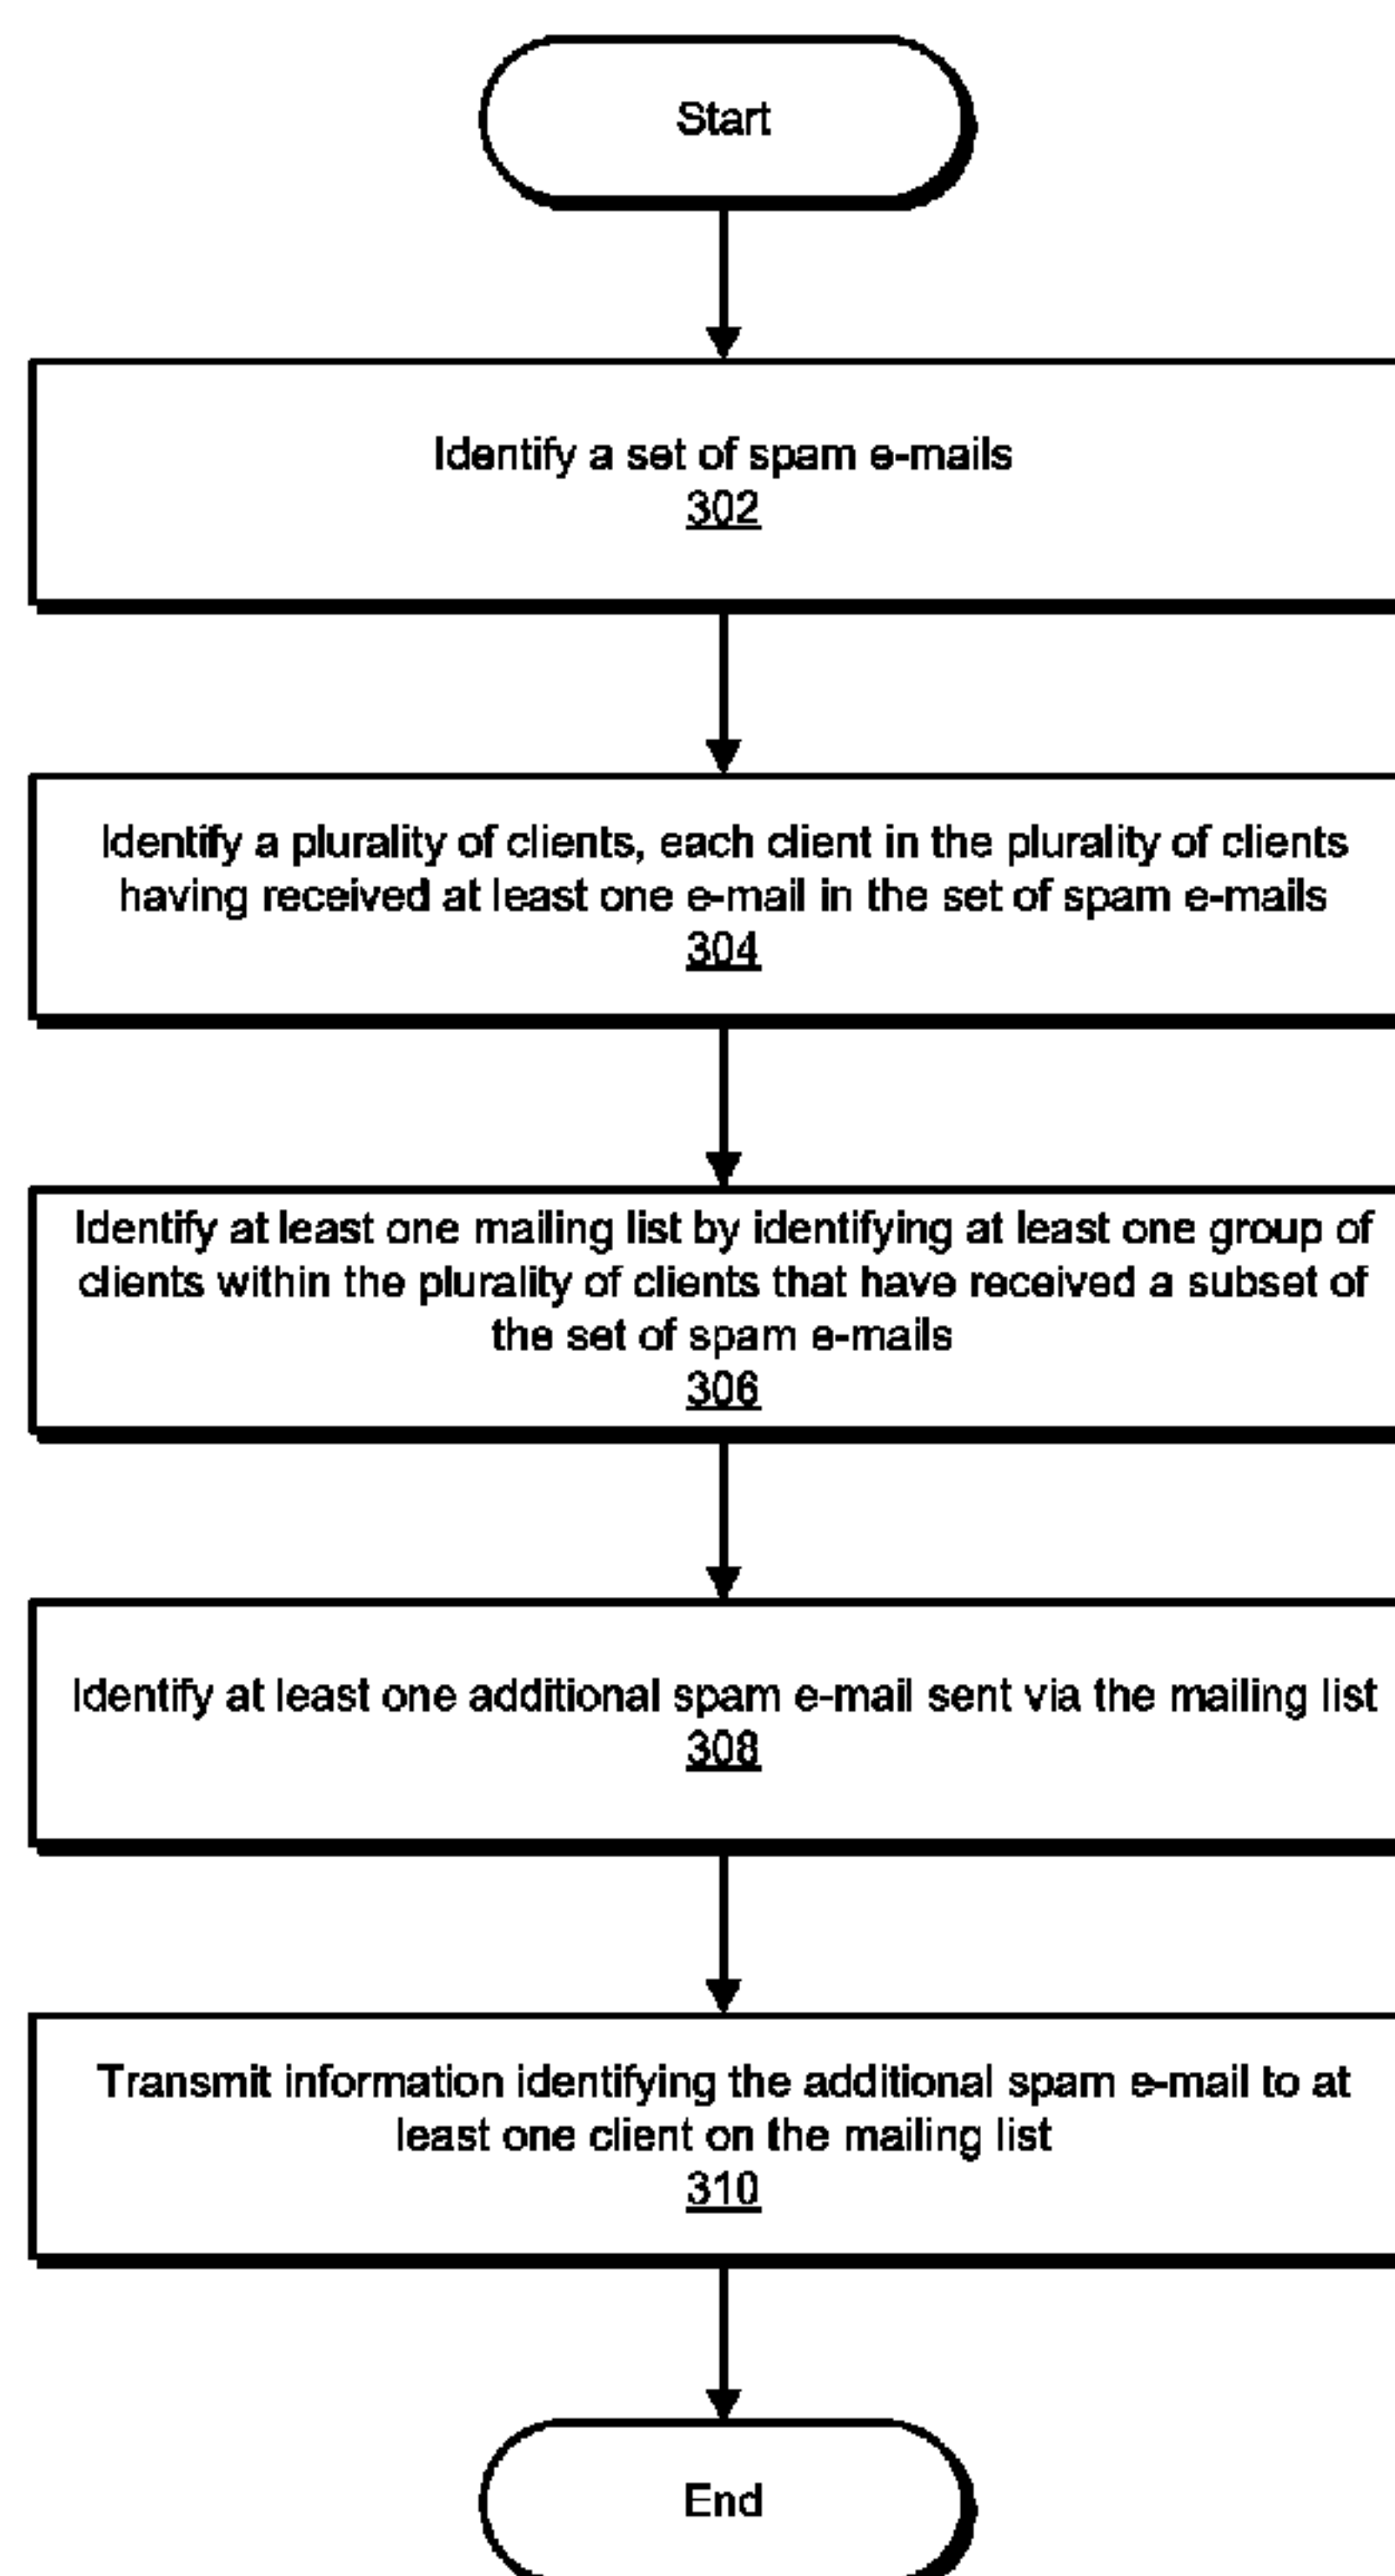 Start
Identify a set of spam e-mails
302
Identify a plurality of clients, each client in the plurality of clients
having received at least one e-mail in the set of spam e-mails
304
Identify at least one mailing list by identifying at least one group of
clients within the plurality of clients that have received a subset of
the set of spam e-mails
306
Identify at least one additional spam e-mail sent via the mailing list
308
Transmit information identifying the additional spam e-mail to at
least one client on the mailing list
310
End